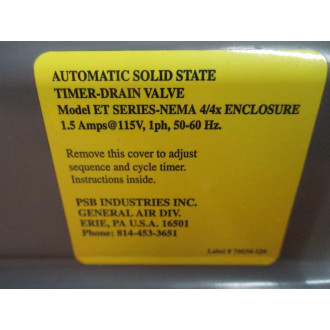 AUTOMATIC SOLID STATE
TIMER-DRAIN VALVE
Model ET SERIES-NEMA 4/4x ENCLOSURE
1.5 Amps@115V, 1ph, 50-60 Hz.
Remove this cover to adjust
sequence and cycle timer.
Instructions inside.
PSB INDUSTRIES INC.
GENERAL AIR DIV.
ERIE, PA U.S.A. 16501
Phone: 814-453-3651
Label #